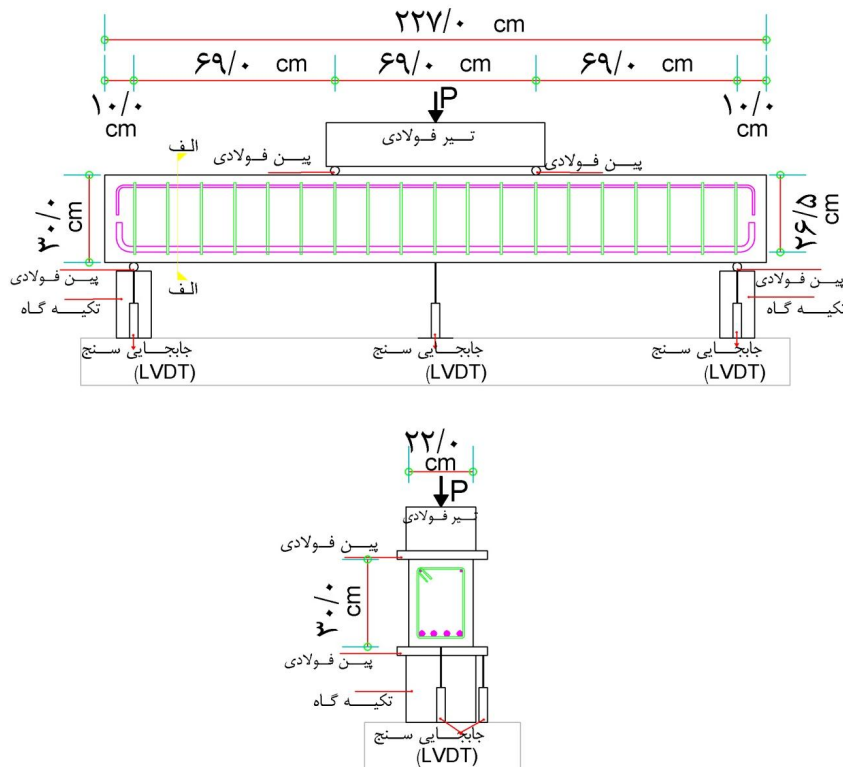 ۲۲۷/۰ cm
۶۹/۰ cm ۶۹/۰ cm ۶۹/۰ cm
۱۰/۰ cm
۱۰/۰ cm
P
تیر فولادی
الف
پین فولادی
پین فولادی
۳۰/۰ cm
۲۶/۵ cm
پین فولادی
الف
پین فولادی
تکیه گاه
تکیه گاه
جابجایی سنج
(LVDT)
جابجایی سنج
(LVDT)
جابجایی سنج
(LVDT)
۲۲/۰
cm
P
تیر فولادی
پین فولادی
۳۰/۰ cm
پین فولادی
تکیه گاه
جابجایی سنج
(LVDT)